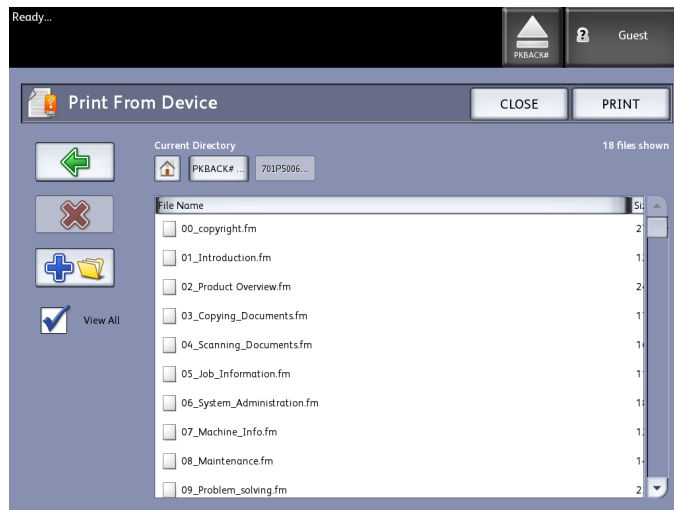 Ready...
PKBACK#
Guest
Print From Device
CLOSE
PRINT
Current Directory
18 files shown
PKBACK# ...
701P5006...
File Name
00_copyright.fm
01_Introduction.fm
02_Product Overview.fm
03_Copying_Documents.fm
04_Scanning_Documents.fm
05_Job_Information.fm
06_System_Administration.fm
07_Machine_Info.fm
08_Maintenance.fm
09_Problem_solving.fm
View All